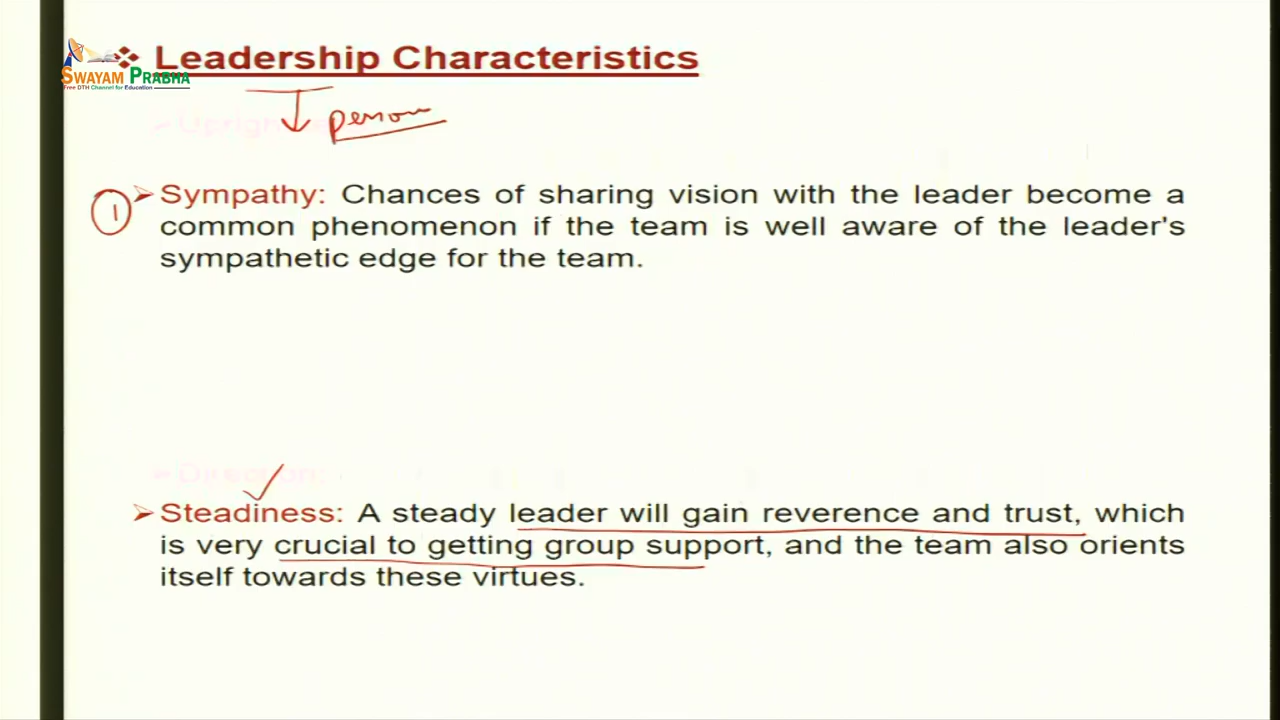 Leadership Characteristics
SWAYAM PRABHA
Free DTH Channel for Education
person
Upright
① Sympathy: Chances of sharing vision with the leader become a
common phenomenon if the team is well aware of the leader's
sympathetic edge for the team.
Direction:
Steadiness: A steady leader will gain reverence and trust, which
is very crucial to getting group support, and the team also orients
itself towards these virtues.